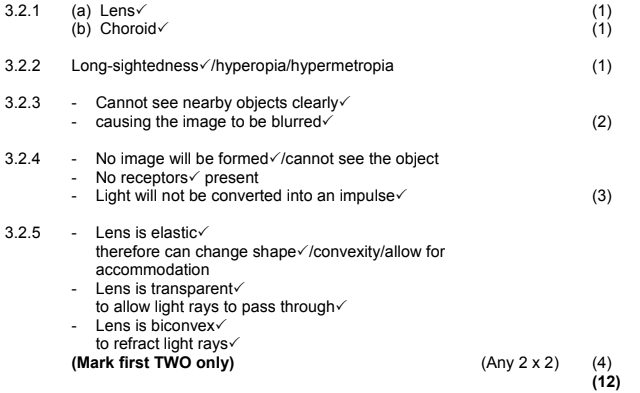 3.2.1 (a) Lens✓ (1)
(b) Choroid✓ (1)
3.2.2 Long-sightedness✓/hyperopia/hypermetropia (1)
3.2.3 - Cannot see nearby objects clearly✓
- causing the image to be blurred✓ (2)
3.2.4 - No image will be formed✓/cannot see the object
- No receptors✓ present
- Light will not be converted into an impulse✓ (3)
3.2.5 - Lens is elastic✓
therefore can change shape✓/convexity/allow for
accommodation
- Lens is transparent✓
to allow light rays to pass through✓
- Lens is biconvex✓
to refract light rays✓
(Mark first TWO only) (Any 2 x 2) (4)
(12)